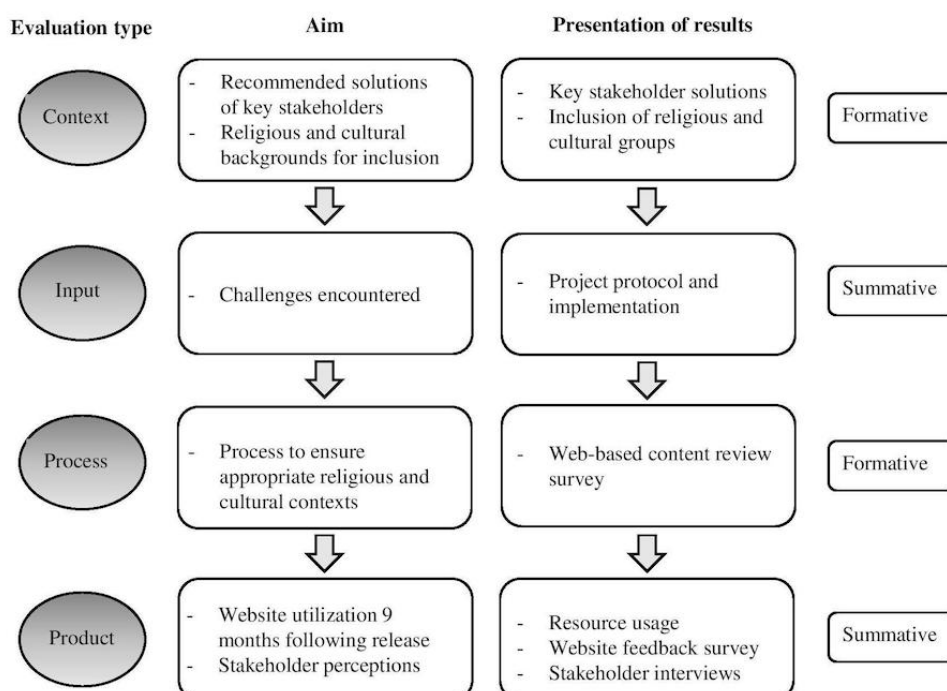 Evaluation type
Aim
Presentation of results
Context
- Recommended solutions
of key stakeholders
- Religious and cultural
backgrounds for inclusion
- Key stakeholder solutions
- Inclusion of religious and
cultural groups
Formative
Input
- Challenges encountered
- Project protocol and
implementation
Summative
Process
- Process to ensure
appropriate religious and
cultural contexts
- Web-based content review
survey
Formative
Product
- Website utilization 9
months following release
- Stakeholder perceptions
- Resource usage
- Website feedback survey
- Stakeholder interviews
Summative